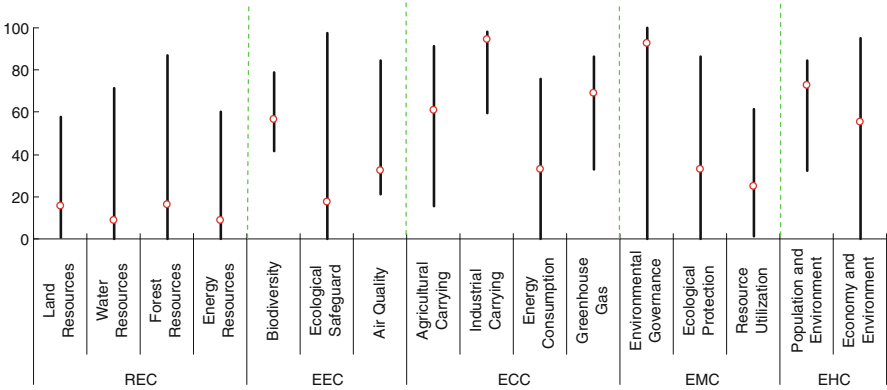 100
80
60
40
20
0
Land
Resources
Water
Resources
Forest
Resources
Energy
Resources
Biodiversity
Ecological
Safeguard
Air Quality
Agricultural
Carrying
Industrial
Carrying
Energy
Consumption
Greenhouse
Gas
Environmental
Governance
Ecological
Protection
Resource
Utilization
Population and
Environment
Economy and
Environment
REC
EEC
ECC
EMC
EHC